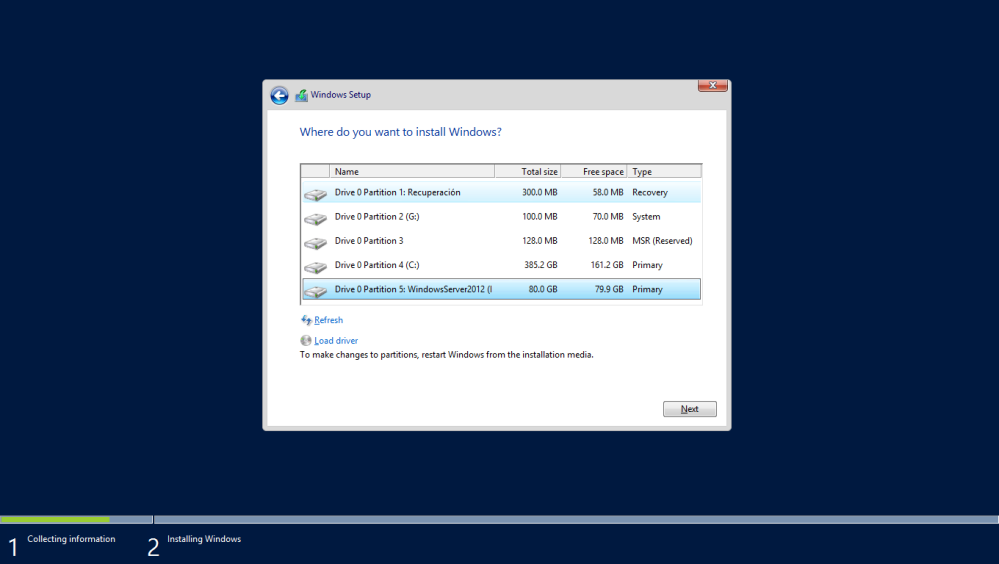 Windows Setup
Where do you want to install Windows?
Name Total size Free space Type
Drive 0 Partition 1: Recuperación 300.0 MB 58.0 MB Recovery
Drive 0 Partition 2 (G:) 100.0 MB 70.0 MB System
Drive 0 Partition 3 128.0 MB 128.0 MB MSR (Reserved)
Drive 0 Partition 4 (C:) 385.2 GB 161.2 GB Primary
Drive 0 Partition 5: WindowsServer2012 ( 80.0 GB 79.9 GB Primary
Refresh
Load driver
To make changes to partitions, restart Windows from the installation media.
Next
1 Collecting information 2 Installing Windows